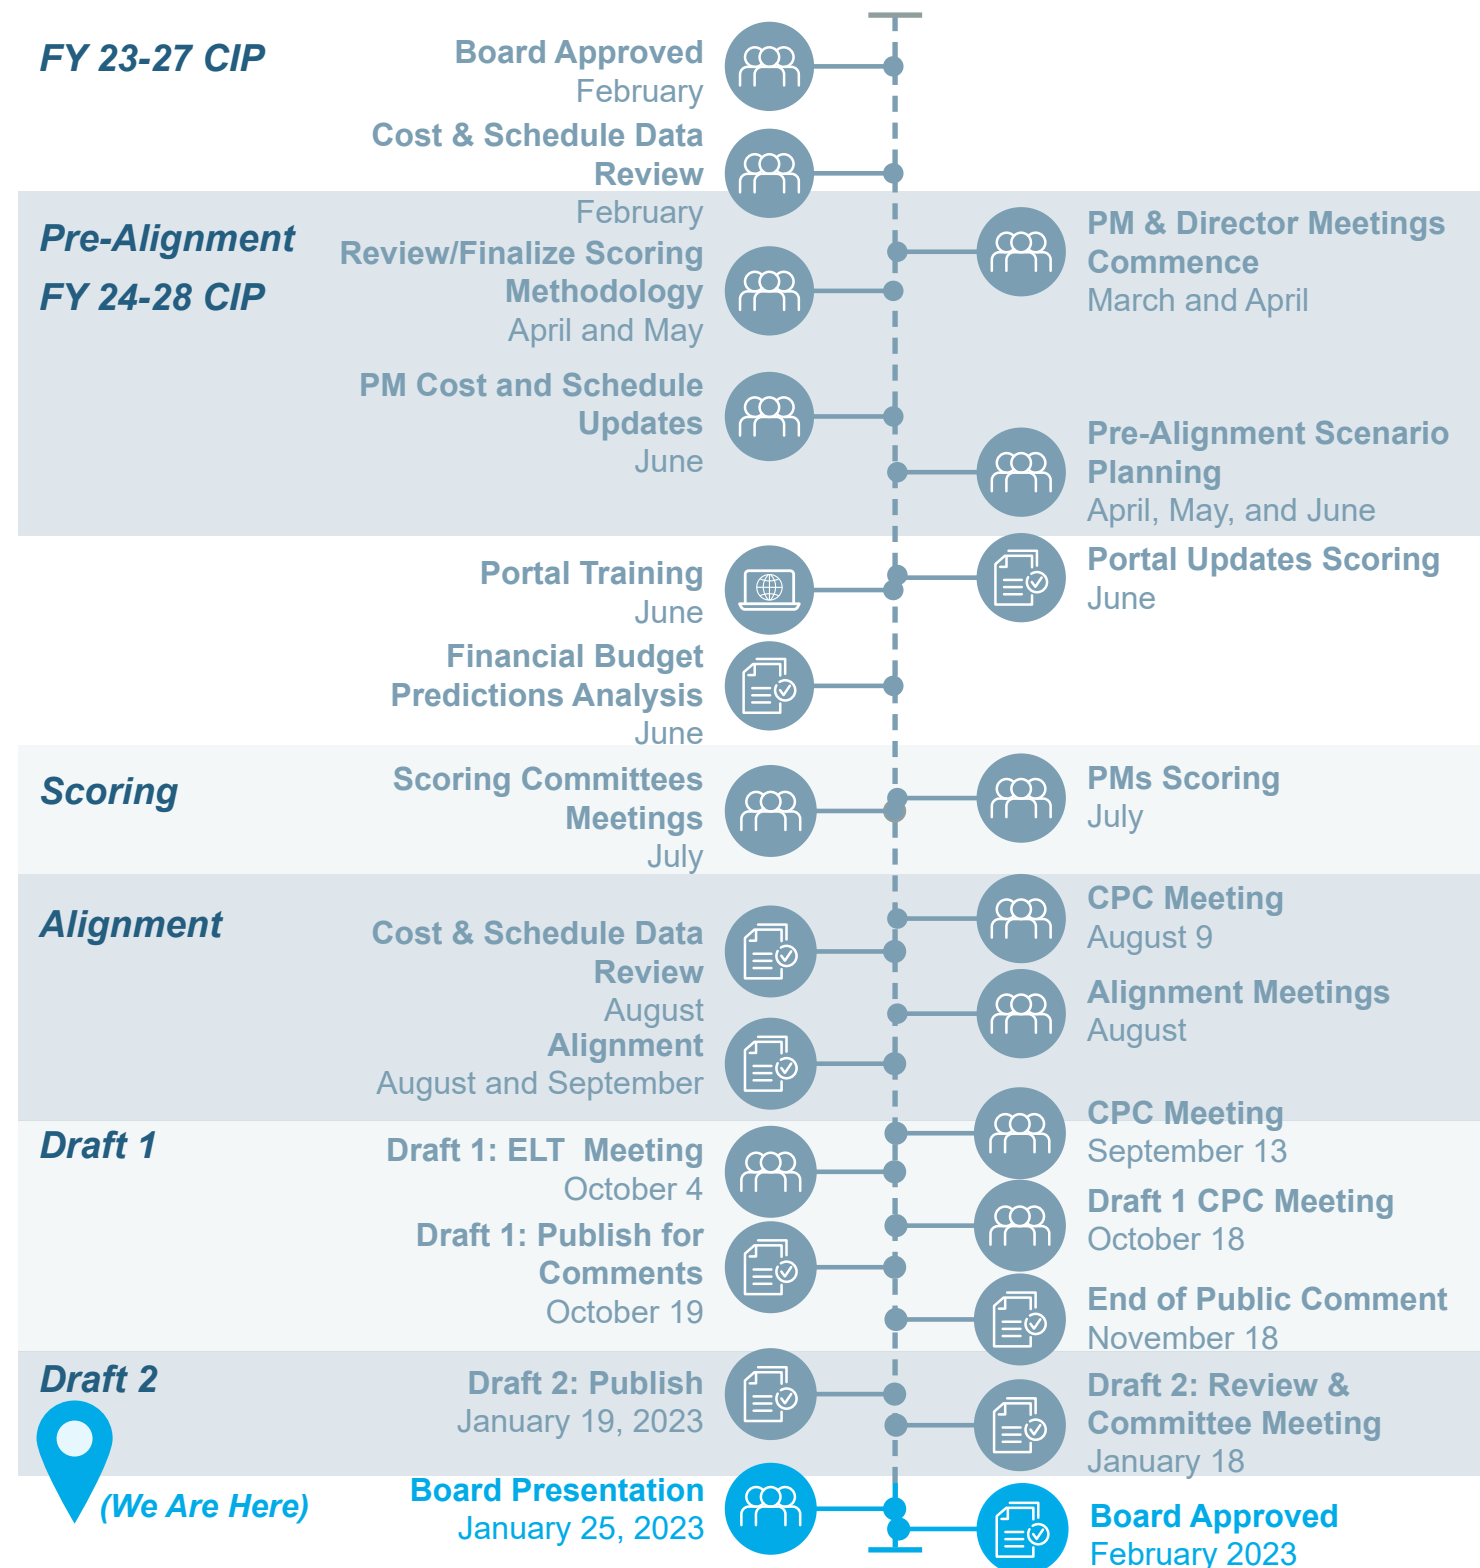 FY 23-27 CIP
Board Approved
February
Cost & Schedule Data
Review
February
Pre-Alignment
FY 24-28 CIP
PM & Director Meetings
Commence
March and April
Review/Finalize Scoring
Methodology
April and May
PM Cost and Schedule
Updates
June
Pre-Alignment Scenario
Planning
April, May, and June
Portal Training
June
Portal Updates Scoring
June
Financial Budget
Predictions Analysis
June
Scoring
Scoring Committees
Meetings
July
PMs Scoring
July
Alignment
CPC Meeting
August 9
Cost & Schedule Data
Review
August
Alignment Meetings
August
Alignment
August and September
CPC Meeting
September 13
Draft 1
Draft 1: ELT  Meeting
October 4
Draft 1 CPC Meeting
October 18
Draft 1: Publish for
Comments
October 19
End of Public Comment
November 18
Draft 2
Draft 2: Publish
January 19, 2023
Draft 2: Review &
Committee Meeting
January 18
(We Are Here)
Board Presentation
January 25, 2023
Board Approved
February 2023